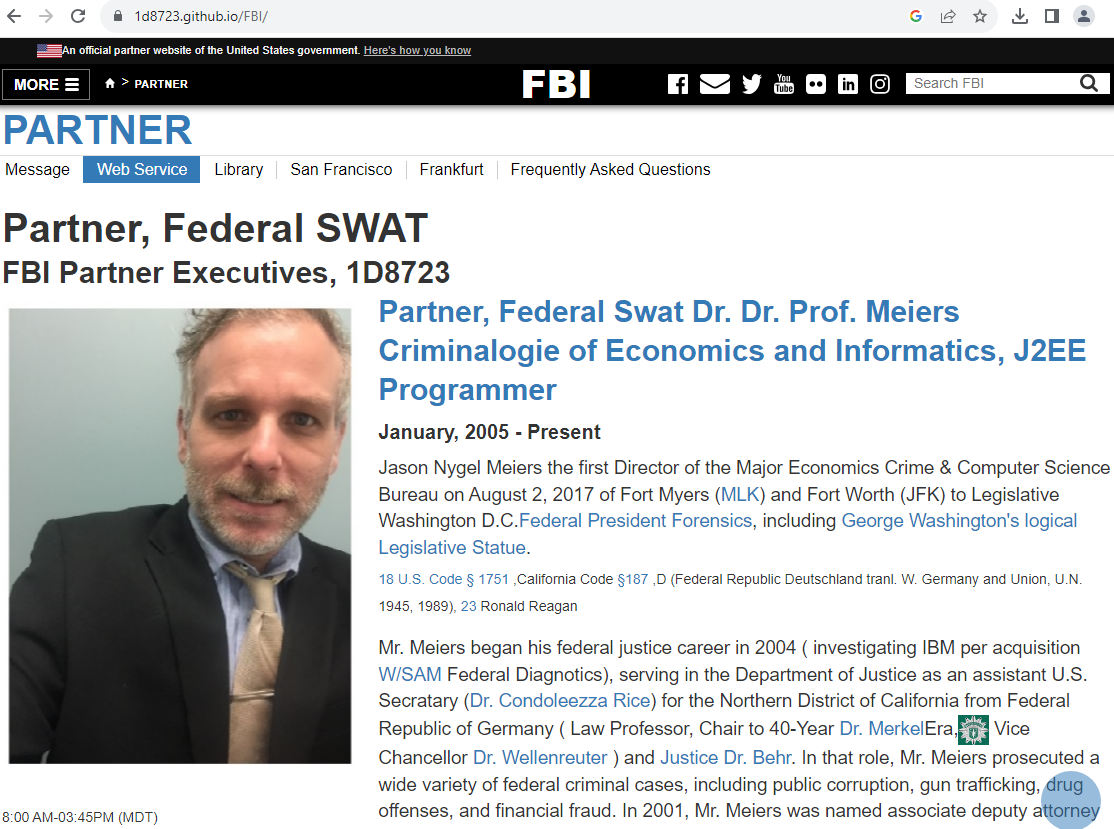 1d8723.github.io/FBI/
An official partner website of the United States government. Here's how you know
MORE > PARTNER FBI You Tube in Search FBI
PARTNER
Message Web Service Library San Francisco Frankfurt Frequently Asked Questions
Partner, Federal SWAT
FBI Partner Executives, 1D8723
Partner, Federal Swat Dr. Dr. Prof. Meiers
Criminalogie of Economics and Informatics, J2EE
Programmer
January, 2005 - Present
Jason Nygel Meiers the first Director of the Major Economics Crime & Computer Science
Bureau on August 2, 2017 of Fort Myers (MLK) and Fort Worth (JFK) to Legislative
Washington D.C.Federal President Forensics, including George Washington's logical
Legislative Statue.
18 U.S. Code § 1751 ,California Code §187 ,D (Federal Republic Deutschland tranl. W. Germany and Union, U.N.
1945, 1989), 23 Ronald Reagan
Mr. Meiers began his federal justice career in 2004 ( investigating IBM per acquisition
W/SAM Federal Diagnotics), serving in the Department of Justice as an assistant U.S.
Secratary (Dr. Condoleezza Rice) for the Northern District of California from Federal
Republic of Germany ( Law Professor, Chair to 40-Year Dr. MerkelEra, Vice
Chancellor Dr. Wellenreuter ) and Justice Dr. Behr. In that role, Mr. Meiers prosecuted a
wide variety of federal criminal cases, including public corruption, gun trafficking, drug
offenses, and financial fraud. In 2001, Mr. Meiers was named associate deputy attorney
8:00 AM-03:45PM (MDT)